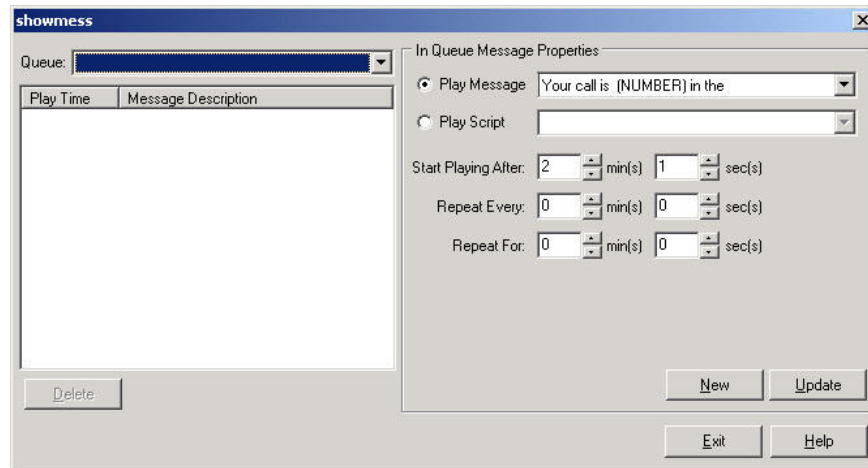 showmess
Queue:
Play Time Message Description
Delete
In Queue Message Properties
Play Message Your call is (NUMBER) in the
Play Script
Start Playing After: 2 min(s) 1 sec(s)
Repeat Every: 0 min(s) 0 sec(s)
Repeat For: 0 min(s) 0 sec(s)
New Update
Exit Help